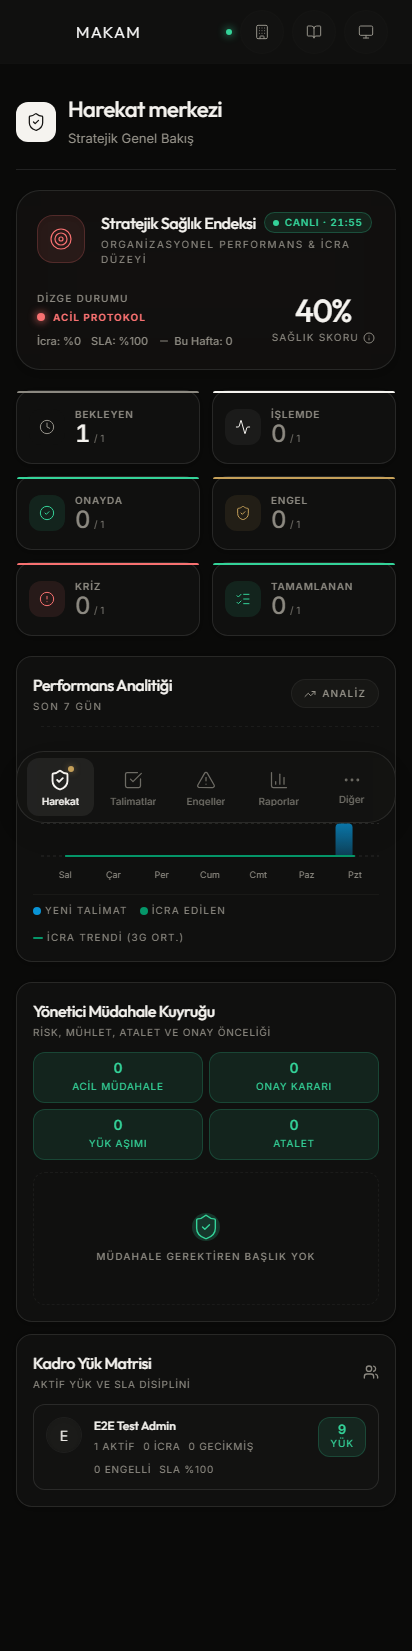 MAKAM
Harekat merkezi
Stratejik Genel Bakış
Stratejik Sağlık Endeksi
CANLI · 21:55
ORGANİZASYONEL PERFORMANS & İCRA
DÜZEYİ
DİZGE DURUMU
ACİL PROTOKOL
İcra: %0 SLA: %100 — Bu Hafta: 0
40%
SAĞLIK SKORU
BEKLEYEN
1 / 1
İŞLEMDE
0 / 1
ONAYDA
0 / 1
ENGEL
0 / 1
KRİZ
0 / 1
TAMAMLANAN
0 / 1
Performans Analitiği
SON 7 GÜN
ANALİZ
Harekat Talimatlar Engeller Raporlar Diğer
Sal Çar Per Cum Cmt Paz Pzt
YENİ TALİMAT İCRA EDİLEN
İCRA TRENDİ (3G ORT.)
Yönetici Müdahale Kuyruğu
RİSK, MÜHLET, ATALET VE ONAY ÖNCELİĞİ
0
ACİL MÜDAHALE
0
ONAY KARARI
0
YÜK AŞIMI
0
ATALET
MÜDAHALE GEREKTİREN BAŞLIK YOK
Kadro Yük Matrisi
AKTİF YÜK VE SLA DİSİPLİNİ
E
E2E Test Admin
1 AKTİF 0 İCRA 0 GECİKMİŞ
0 ENGELLİ SLA %100
9
YÜK